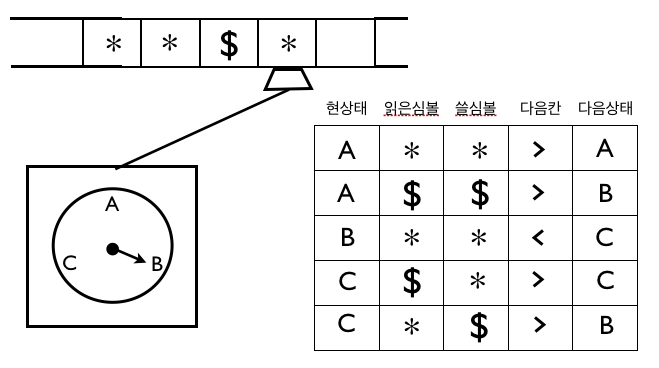 * * $ *
현상태 읽은심볼 쓸심볼 다음칸 다음상태
A * * > A
A $ $ > B
B * * < C
C $ * > C
C * $ > B
A
C B